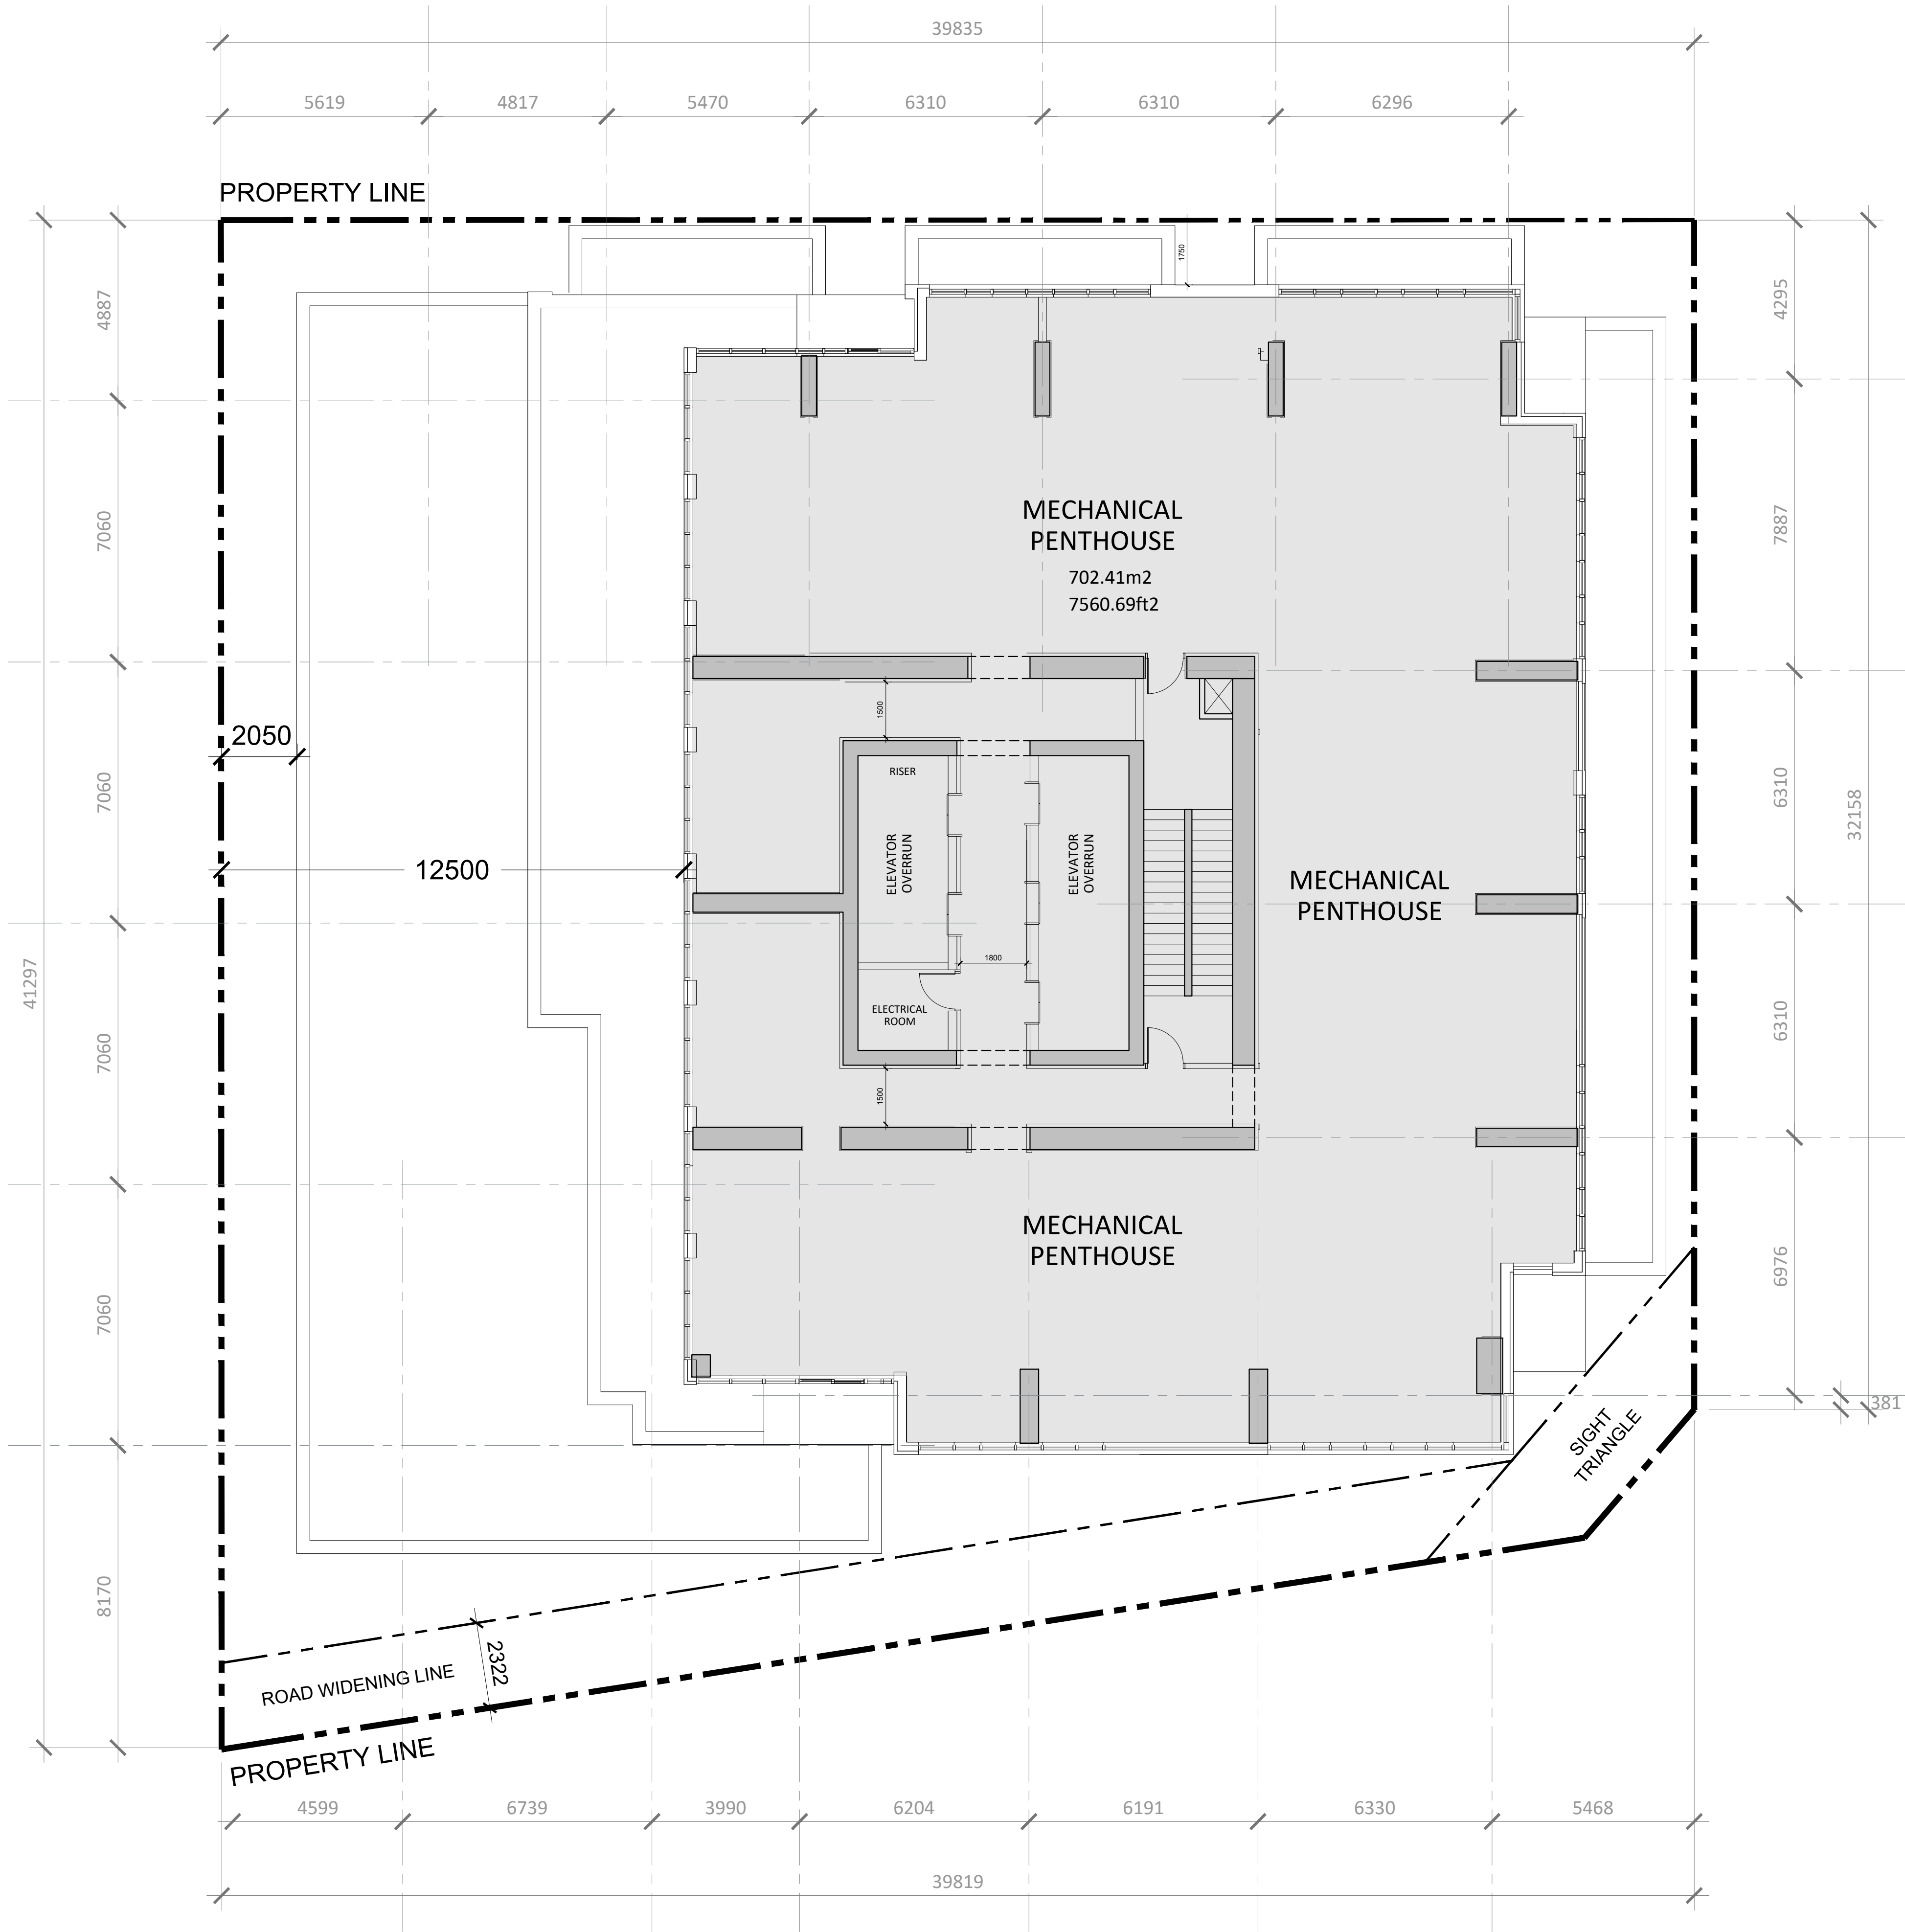 39835
5619
4817
5470
6310
6310
6296
PROPERTY LINE
1750
4887
4295
7060
7887
MECHANICAL
PENTHOUSE
702.41m2
7560.69ft2
2050
1500
RISER
7060
6310
32158
ELEVATOR
OVERRUN
ELEVATOR
OVERRUN
12500
MECHANICAL
PENTHOUSE
41297
1800
ELECTRICAL
ROOM
7060
6310
1500
MECHANICAL
PENTHOUSE
7060
6976
381
SIGHT
TRIANGLE
8170
2322
ROAD WIDENING LINE
PROPERTY LINE
4599
6739
3990
6204
6191
6330
5468
39819